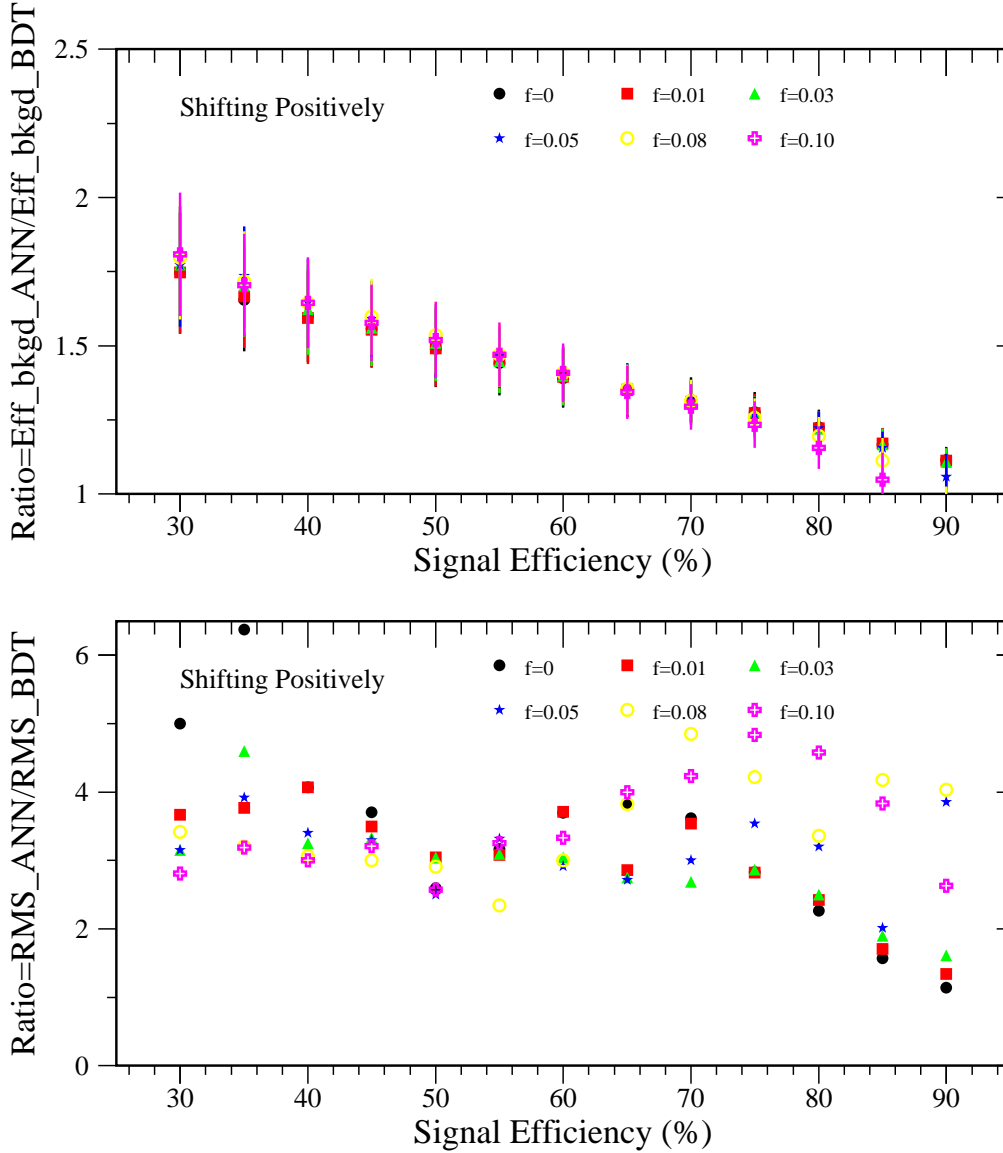 Ratio=Eff_bkgd_ANN/Eff_bkgd_BDT
2.5
2
1.5
1
Shifting Positively
f=0 f=0.01 f=0.03
f=0.05 f=0.08 f=0.10
30 40 50 60 70 80 90
Signal Efficiency (%)
Ratio=RMS_ANN/RMS_BDT
6
4
2
0
Shifting Positively
f=0 f=0.01 f=0.03
f=0.05 f=0.08 f=0.10
30 40 50 60 70 80 90
Signal Efficiency (%)